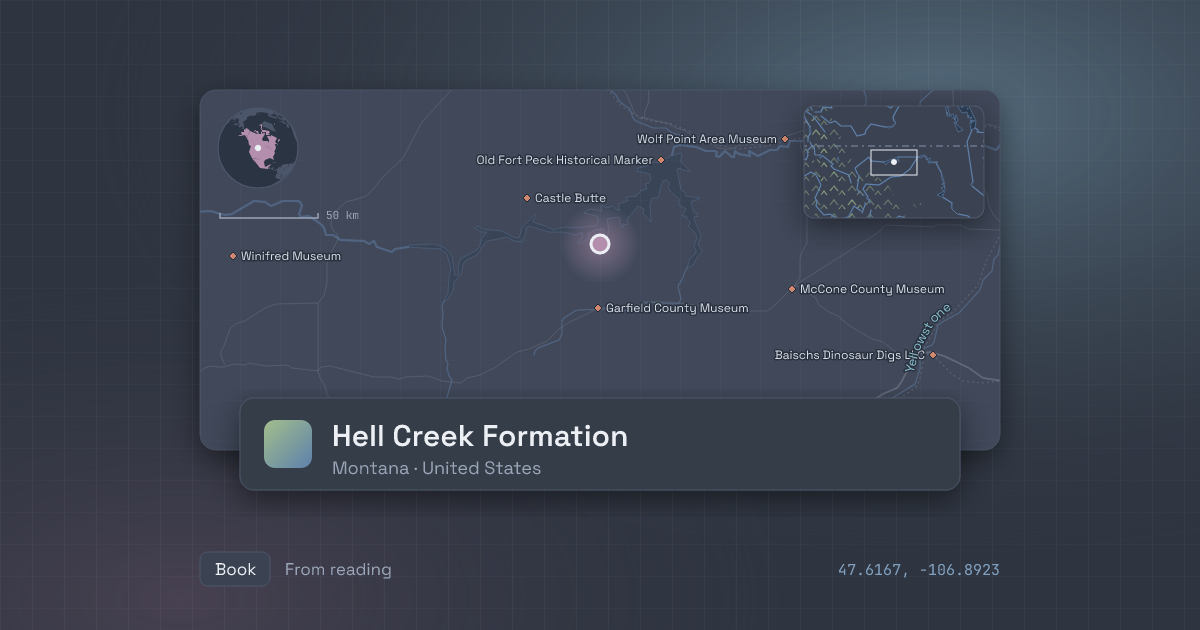 Wolf Point Area Museum
Old Fort Peck Historical Marker
Castle Butte
50 km
Winifred Museum
McCone County Museum
Garfield County Museum
Yellowstone
Baischs Dinosaur Digs LLC
Hell Creek Formation
Montana · United States
Book
From reading
47.6167, -106.8923